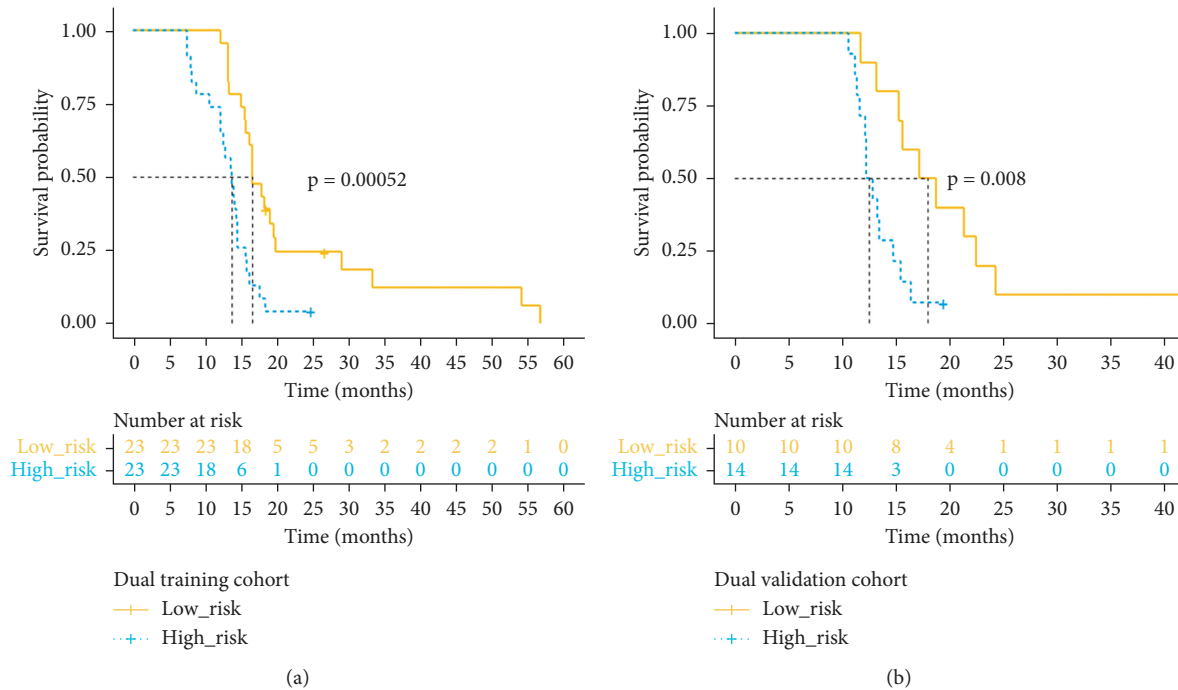 1.00
0.75
0.50
0.25
0.00
Survival probability
p = 0.00052
0 5 10 15 20 25 30 35 40 45 50 55 60
Time (months)
Number at risk
Low_risk 23 23 23 18 5 5 3 2 2 2 2 1 0
High_risk 23 23 18 6 1 0 0 0 0 0 0 0 0
0 5 10 15 20 25 30 35 40 45 50 55 60
Time (months)
Dual training cohort
Low_risk
High_risk
(a)
1.00
0.75
0.50
0.25
0.00
Survival probability
p = 0.008
0 5 10 15 20 25 30 35 40
Time (months)
Number at risk
Low_risk 10 10 10 8 4 1 1 1 1
High_risk 14 14 14 3 0 0 0 0 0
0 5 10 15 20 25 30 35 40
Time (months)
Dual validation cohort
Low_risk
High_risk
(b)